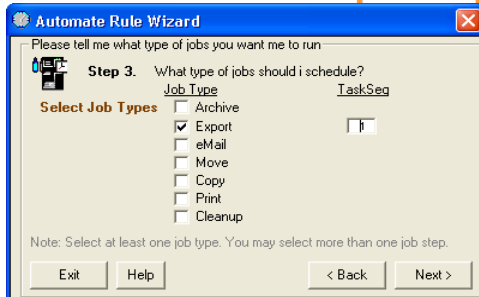 Automate Rule Wizard
Please tell me what type of jobs you want me to run
Step 3. What type of jobs should i schedule?
Job Type TaskSeq
Select Job Types Archive
Export 1
eMail
Move
Copy
Print
Cleanup
Note: Select at least one job type. You may select more than one job step.
Exit Help < Back Next >